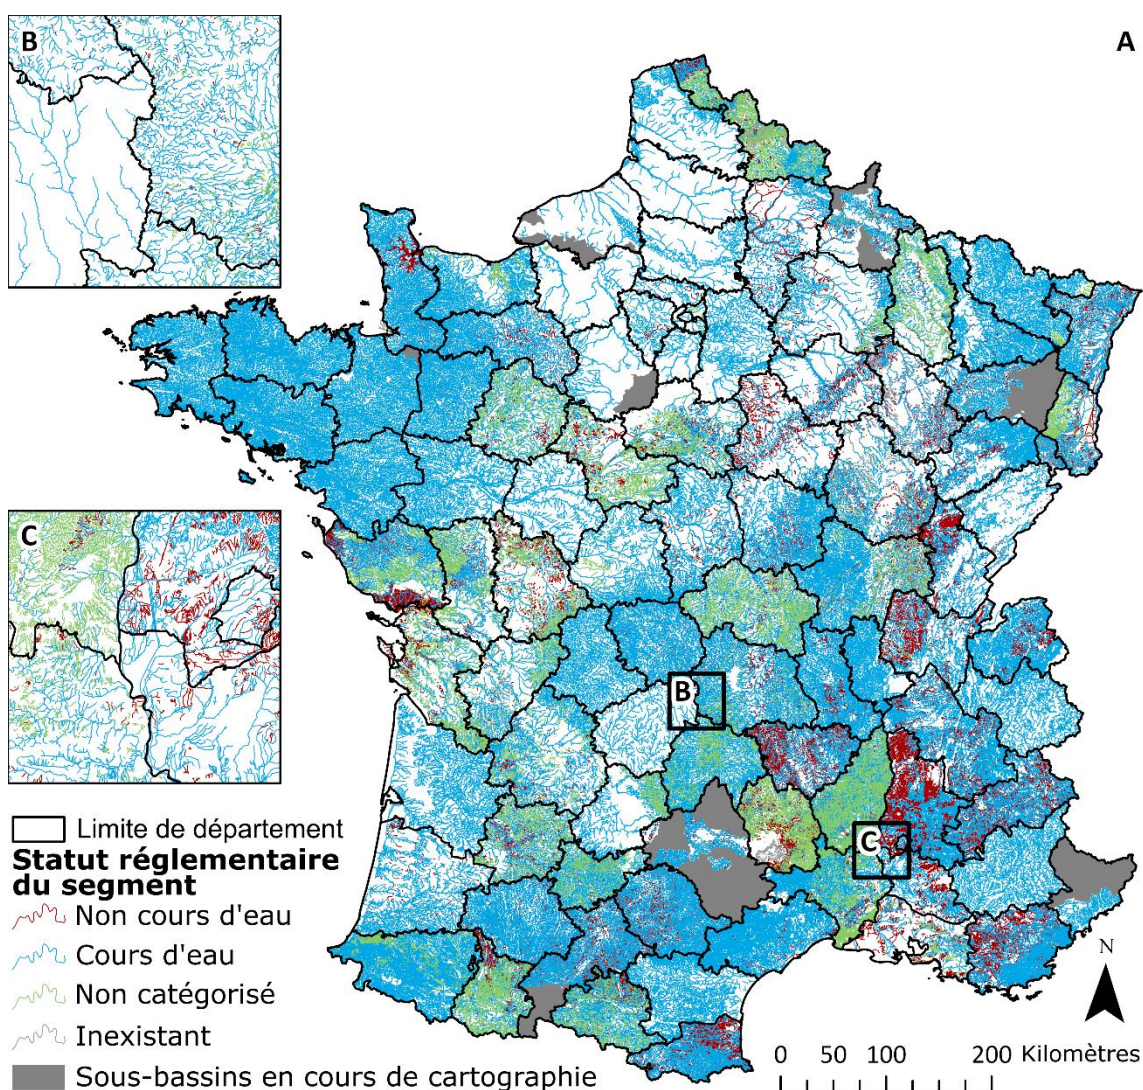 B
A
C
B
C
Limite de département
Statut réglementaire
du segment
Non cours d'eau
Cours d'eau
Non catégorisé
Inexistant
Sous-bassins en cours de cartographie
N
0 50 100 200 Kilomètres